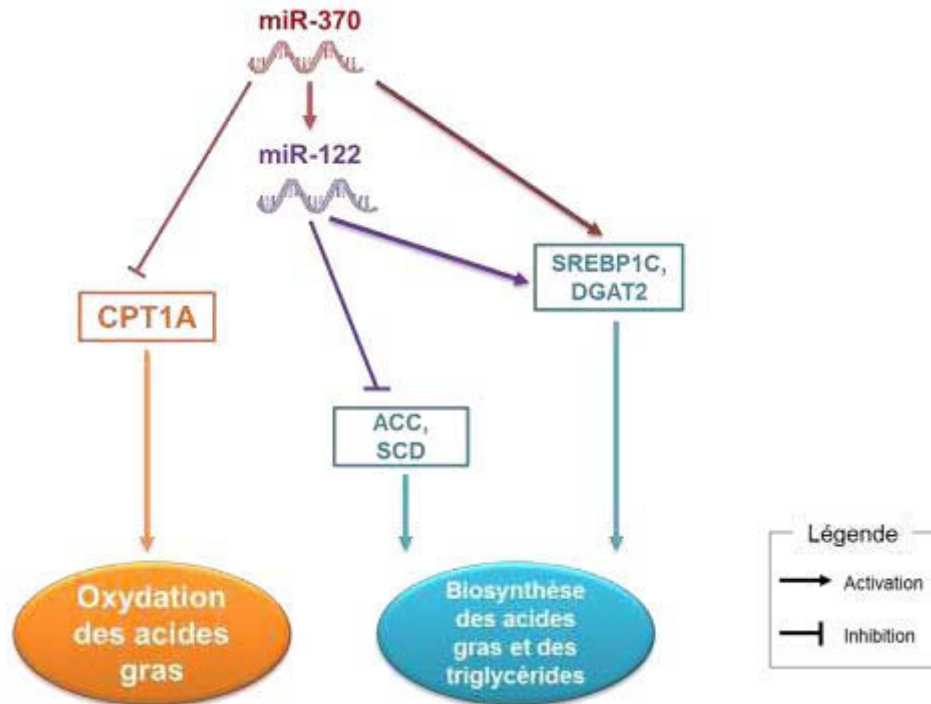 miR-370
miR-122
SREBP1C,
DGAT2
CPT1A
ACC,
SCD
Oxydation
des acides
gras
Biosynthèse
des acides
gras et des
triglycérides
Légende
Activation
Inhibition